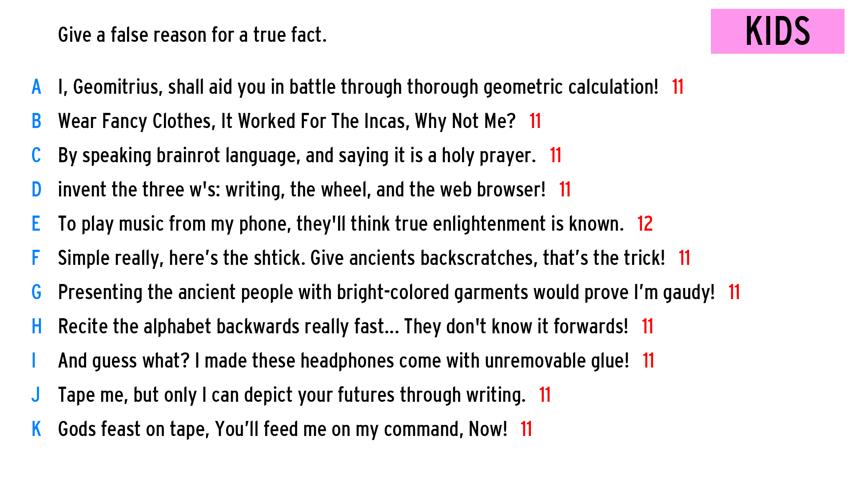 Give a false reason for a true fact.
KIDS
A I, Geomitrius, shall aid you in battle through thorough geometric calculation! 11
B Wear Fancy Clothes, It Worked For The Incas, Why Not Me? 11
C By speaking brainrot language, and saying it is a holy prayer. 11
D invent the three w's: writing, the wheel, and the web browser! 11
E To play music from my phone, they'll think true enlightenment is known. 12
F Simple really, here’s the shtick. Give ancients backscratches, that’s the trick! 11
G Presenting the ancient people with bright-colored garments would prove I’m gaudy! 11
H Recite the alphabet backwards really fast... They don't know it forwards! 11
I And guess what? I made these headphones come with unremovable glue! 11
J Tape me, but only I can depict your futures through writing. 11
K Gods feast on tape, You’ll feed me on my command, Now! 11